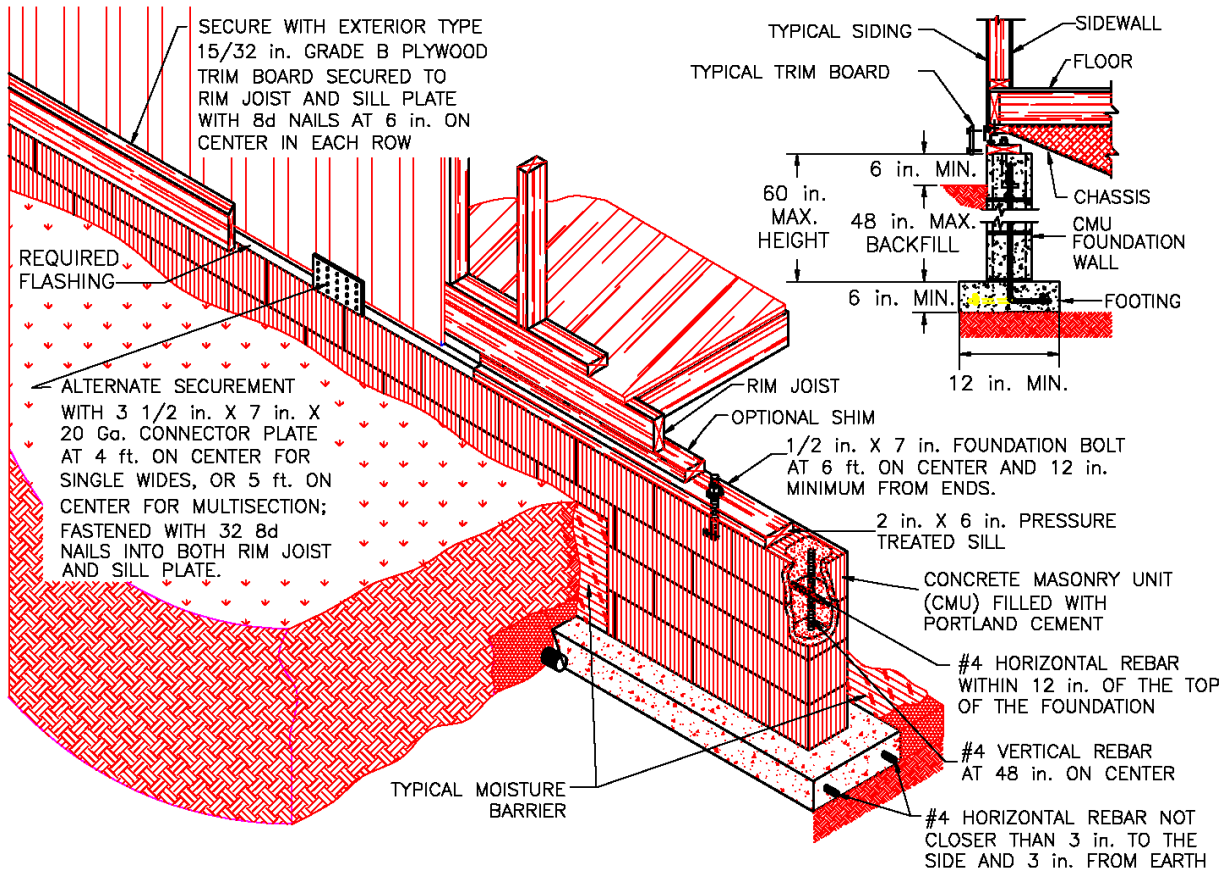 SECURE WITH EXTERIOR TYPE
15/32 in. GRADE B PLYWOOD
TRIM BOARD SECURED TO
RIM JOIST AND SILL PLATE
WITH 8d NAILS AT 6 in. ON
CENTER IN EACH ROW
TYPICAL SIDING
SIDEWALL
TYPICAL TRIM BOARD
FLOOR
6 in. MIN.
60 in.
MAX.
HEIGHT
48 in. MAX.
BACKFILL
CHASSIS
CMU
FOUNDATION
WALL
6 in. MIN.
FOOTING
12 in. MIN.
REQUIRED
FLASHING
ALTERNATE SECUREMENT
WITH 3 1/2 in. X 7 in. X
20 Ga. CONNECTOR PLATE
AT 4 ft. ON CENTER FOR
SINGLE WIDES, OR 5 ft. ON
CENTER FOR MULTISECTION;
FASTENED WITH 32 8d
NAILS INTO BOTH RIM JOIST
AND SILL PLATE.
RIM JOIST
OPTIONAL SHIM
1/2 in. X 7 in. FOUNDATION BOLT
AT 6 ft. ON CENTER AND 12 in.
MINIMUM FROM ENDS.
2 in. X 6 in. PRESSURE
TREATED SILL
CONCRETE MASONRY UNIT
(CMU) FILLED WITH
PORTLAND CEMENT
#4 HORIZONTAL REBAR
WITHIN 12 in. OF THE TOP
OF THE FOUNDATION
#4 VERTICAL REBAR
AT 48 in. ON CENTER
TYPICAL MOISTURE
BARRIER
#4 HORIZONTAL REBAR NOT
CLOSER THAN 3 in. TO THE
SIDE AND 3 in. FROM EARTH